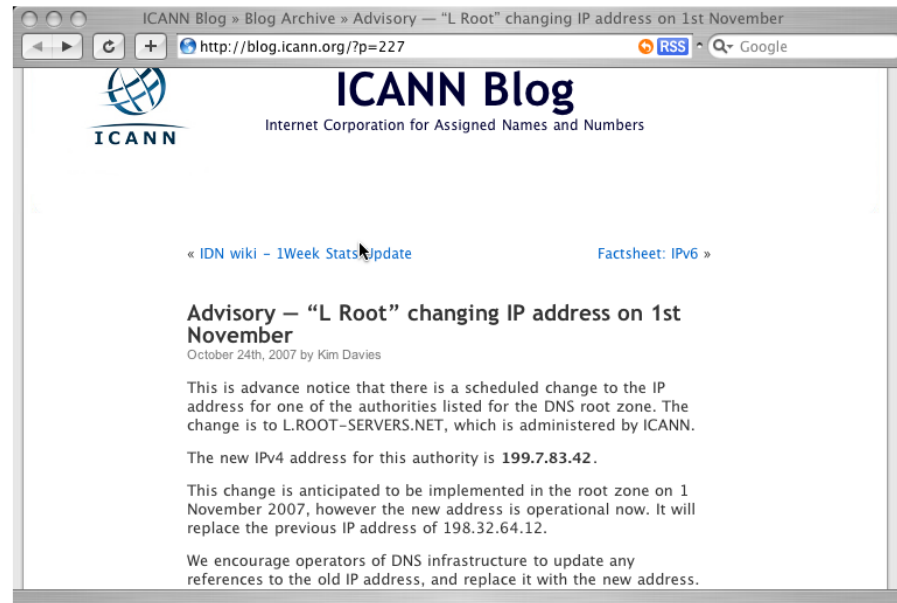 ICANN Blog » Blog Archive » Advisory — “L Root” changing IP address on 1st November
http://blog.icann.org/?p=227
RSS
Google
ICANN
ICANN Blog
Internet Corporation for Assigned Names and Numbers
« IDN wiki – 1Week Stats Update
Factsheet: IPv6 »
Advisory — “L Root” changing IP address on 1st
November
October 24th, 2007 by Kim Davies
This is advance notice that there is a scheduled change to the IP
address for one of the authorities listed for the DNS root zone. The
change is to L.ROOT-SERVERS.NET, which is administered by ICANN.
The new IPv4 address for this authority is 199.7.83.42.
This change is anticipated to be implemented in the root zone on 1
November 2007, however the new address is operational now. It will
replace the previous IP address of 198.32.64.12.
We encourage operators of DNS infrastructure to update any
references to the old IP address, and replace it with the new address.